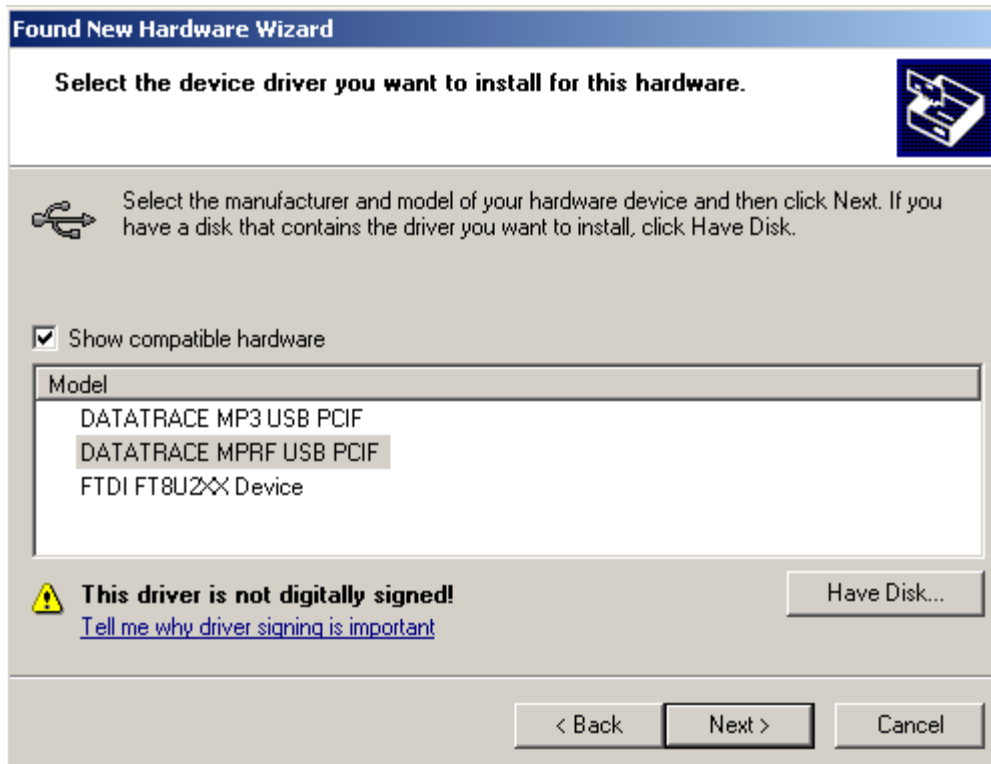 Found New Hardware Wizard
Select the device driver you want to install for this hardware.
Select the manufacturer and model of your hardware device and then click Next. If you
have a disk that contains the driver you want to install, click Have Disk.
Show compatible hardware
Model
DATATRACE MP3 USB PCIF
DATATRACE MPRF USB PCIF
FTDI FT8U2XX Device
This driver is not digitally signed!
Have Disk...
Tell me why driver signing is important
< Back
Next >
Cancel